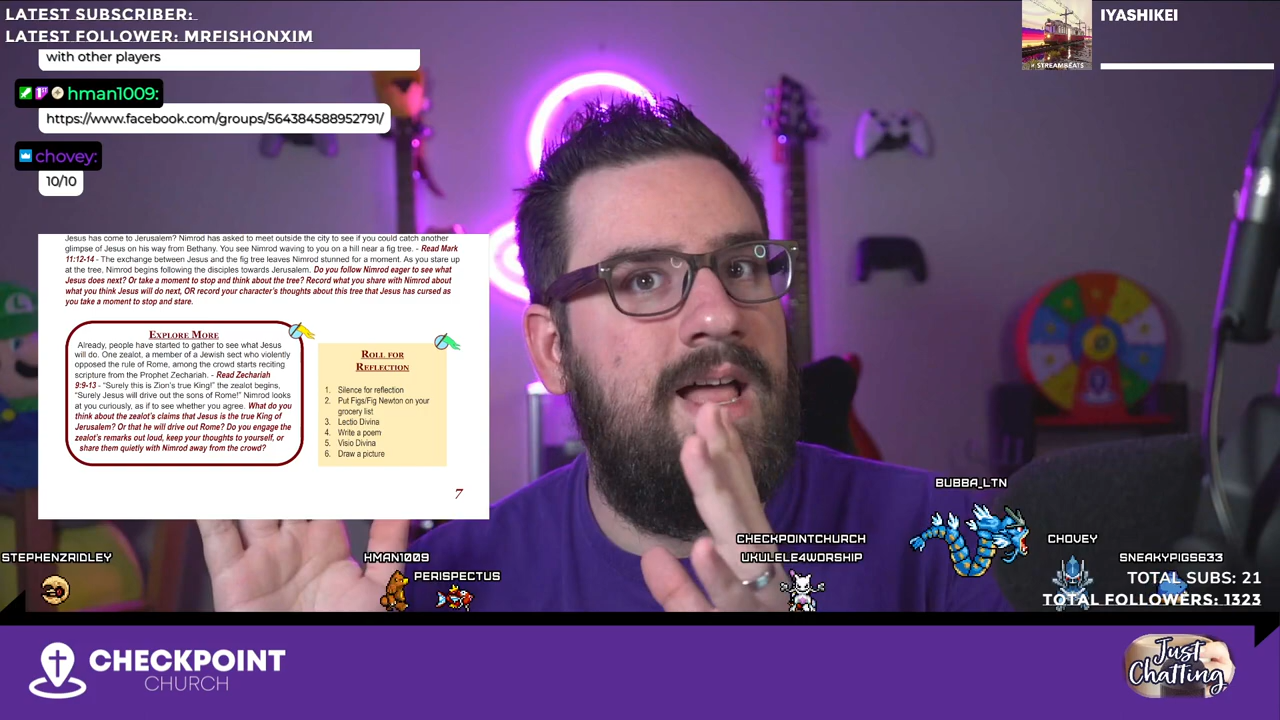 LATEST SUBSCRIBER:
LATEST FOLLOWER: MRFISHONXIM
with other players
hman1009:
https://www.facebook.com/groups/564384588952791/
chovey:
10/10
IYASHIKEI
STREAMBEATS
Jesus has come to Jerusalem? Nimrod has asked to meet outside the city to see if you could catch another
glimpse of Jesus on his way from Bethany. You see Nimrod waving to you on a hill near a fig tree. - Read Mark
11:12-14 - The exchange between Jesus and the fig tree leaves Nimrod stunned for a moment. As you stare up
at the tree, Nimrod begins following the disciples towards Jerusalem. Do you follow Nimrod eager to see what
Jesus does next? Or take a moment to stop and think about the tree? Record what you share with Nimrod about
what you think Jesus will do next, OR record your character's thoughts about this tree that Jesus has cursed as
you take a moment to stop and stare.
EXPLORE MORE
Already, people have started to gather to see what Jesus
will do. One zealot, a member of a Jewish sect who violently
opposed the rule of Rome, among the crowd starts reciting
scripture from the Prophet Zechariah. - Read Zechariah
9:9-13 - "Surely this is Zion's true King!" the zealot begins,
"Surely Jesus will drive out the sons of Rome!" Nimrod looks
at you curiously, as if to see whether you agree. What do you
think about the zealot's claims that Jesus is the true King of
Jerusalem? Or that he will drive out Rome? Do you engage the
zealot's remarks out loud, keep your thoughts to yourself, or
share them quietly with Nimrod away from the crowd?
ROLL FOR
REFLECTION
1. Silence for reflection
2. Put Figs/Fig Newton on your
grocery list
3. Lectio Divina
4. Write a poem
5. Visio Divina
6. Draw a picture
7
STEPHENZRIDLEY
HMAN1009
PERISPECTUS
CHECKPOINTCHURCH
UKULELE4WORSHIP
BUBBA_LTN
CHOVEY
SNEAKYPIGS633
TOTAL SUBS: 21
TOTAL FOLLOWERS: 1323
CHECKPOINT
CHURCH
Just
Chatting